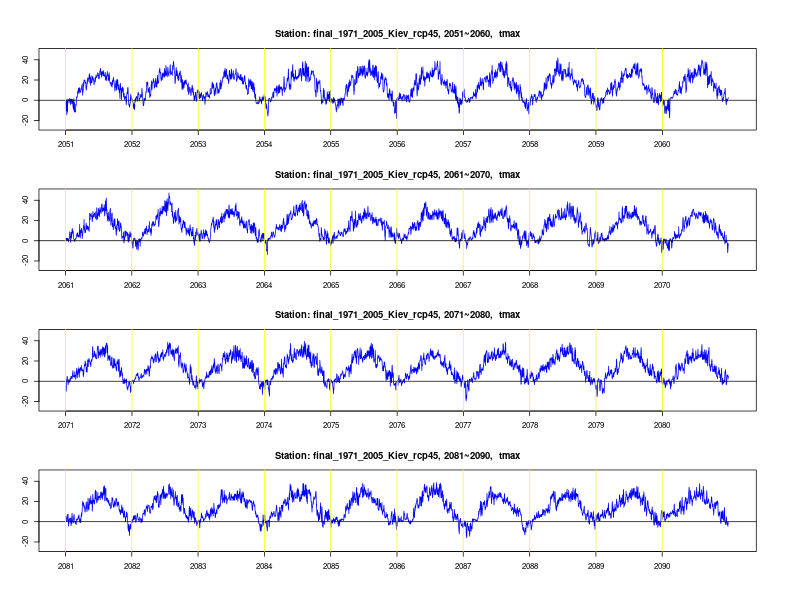 Station: final_1971_2005_Kiev_rcp45, 2051~2060, tmax
40
20
0
-20
2051 2052 2053 2054 2055 2056 2057 2058 2059 2060
Station: final_1971_2005_Kiev_rcp45, 2061~2070, tmax
40
20
0
-20
2061 2062 2063 2064 2065 2066 2067 2068 2069 2070
Station: final_1971_2005_Kiev_rcp45, 2071~2080, tmax
40
20
0
-20
2071 2072 2073 2074 2075 2076 2077 2078 2079 2080
Station: final_1971_2005_Kiev_rcp45, 2081~2090, tmax
40
20
0
-20
2081 2082 2083 2084 2085 2086 2087 2088 2089 2090